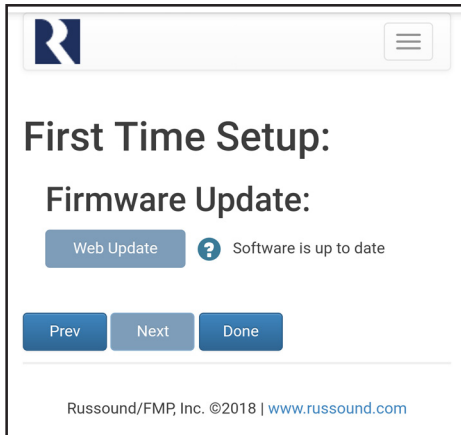 First Time Setup:
Firmware Update:
Web Update ? Software is up to date
Prev Next Done
Russound/FMP, Inc. ©2018 | www.russound.com